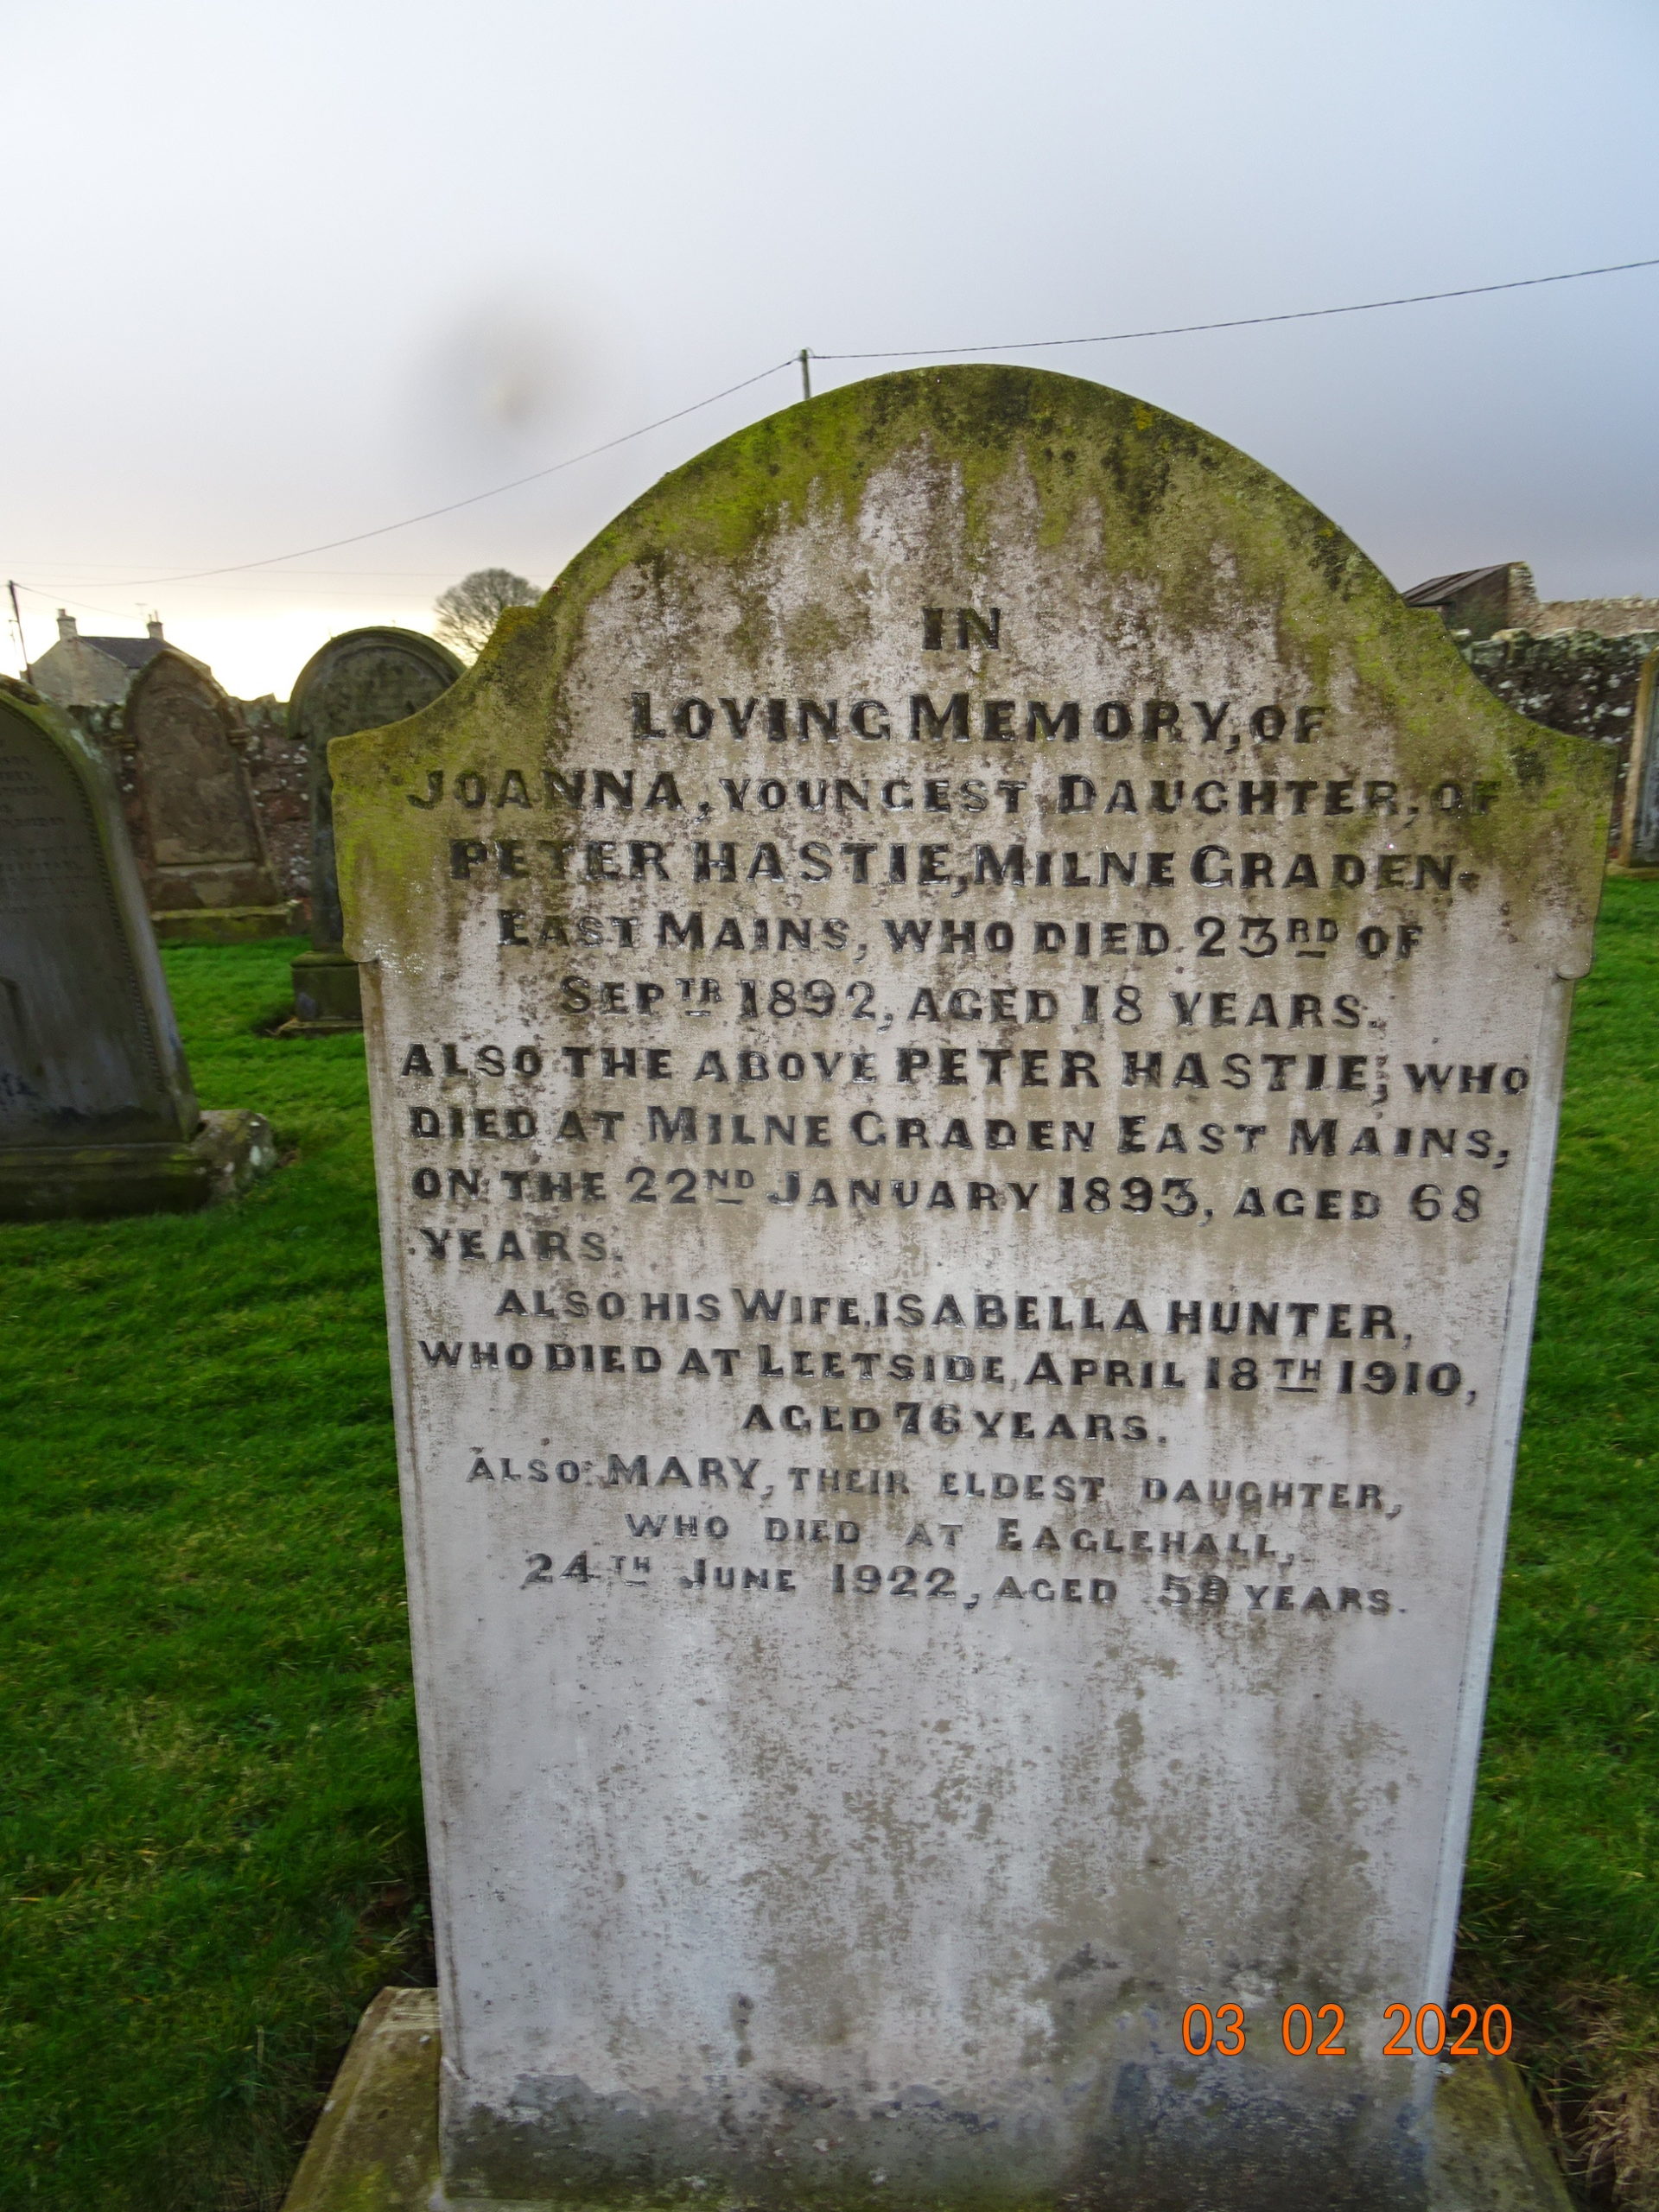 IN
LOVING MEMORY, OF
JOANNA, YOUNGEST DAUGHTER, OF
PETER HASTIE, MILNE GRADEN
EAST MAINS, WHO DIED 23RD OF
SEPTR 1892, AGED 18 YEARS.
ALSO THE ABOVE PETER HASTIE, WHO
DIED AT MILNE GRADEN EAST MAINS,
ON THE 22ND JANUARY 1893, AGED 68
YEARS.
ALSO HIS WIFE, ISABELLA HUNTER,
WHO DIED AT LEETSIDE, APRIL 18TH 1910,
AGED 76 YEARS.
ALSO MARY, THEIR ELDEST DAUGHTER,
WHO DIED AT EAGLEHALL,
24TH JUNE 1922, AGED 59 YEARS.
03 02 2020